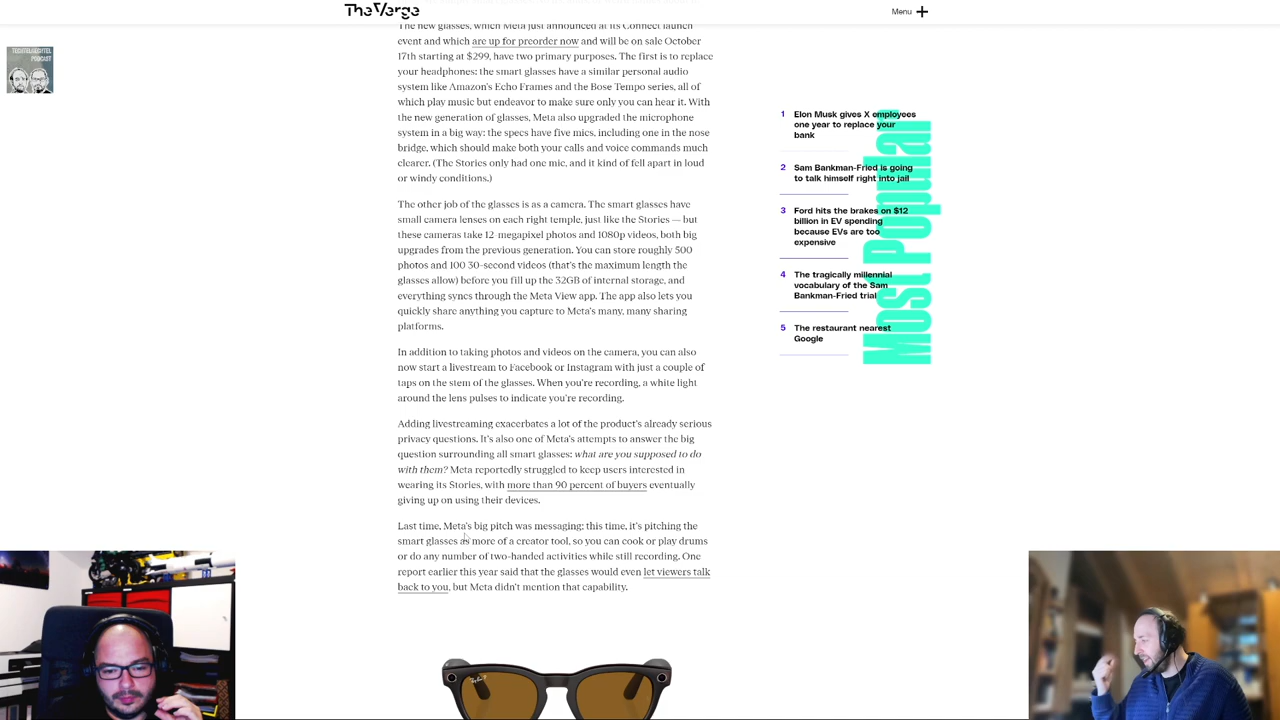 The Verge
Menu
TECHTELMECHTEL
PODCAST
The new glasses, which Meta just announced at its Connect launch
event and which are up for preorder now and will be on sale October
17th starting at $299, have two primary purposes. The first is to replace
your headphones: the smart glasses have a similar personal audio
system like Amazon's Echo Frames and the Bose Tempo series, all of
which play music but endeavor to make sure only you can hear it. With
the new generation of glasses, Meta also upgraded the microphone
system in a big way: the specs have five mics, including one in the nose
bridge, which should make both your calls and voice commands much
clearer. (The Stories only had one mic, and it kind of fell apart in loud
or windy conditions.)
The other job of the glasses is as a camera. The smart glasses have
small camera lenses on each right temple, just like the Stories — but
these cameras take 12-megapixel photos and 1080p videos, both big
upgrades from the previous generation. You can store roughly 500
photos and 100 30-second videos (that's the maximum length the
glasses allow) before you fill up the 32GB of internal storage, and
everything syncs through the Meta View app. The app also lets you
quickly share anything you capture to Meta's many, many sharing
platforms.
In addition to taking photos and videos on the camera, you can also
now start a livestream to Facebook or Instagram with just a couple of
taps on the stem of the glasses. When you're recording, a white light
around the lens pulses to indicate you're recording.
Adding livestreaming exacerbates a lot of the product's already serious
privacy questions. It's also one of Meta's attempts to answer the big
question surrounding all smart glasses: what are you supposed to do
with them? Meta reportedly struggled to keep users interested in
wearing its Stories, with more than 90 percent of buyers eventually
giving up on using their devices.
Last time, Meta's big pitch was messaging; this time, it's pitching the
smart glasses as more of a creator tool, so you can cook or play drums
or do any number of two-handed activities while still recording. One
report earlier this year said that the glasses would even let viewers talk
back to you, but Meta didn't mention that capability.
Most Popular
1 Elon Musk gives X employees
one year to replace your
bank
2 Sam Bankman-Fried is going
to talk himself right into jail
3 Ford hits the brakes on $12
billion in EV spending
because EVs are too
expensive
4 The tragically millennial
vocabulary of the Sam
Bankman-Fried trial
5 The restaurant nearest
Google